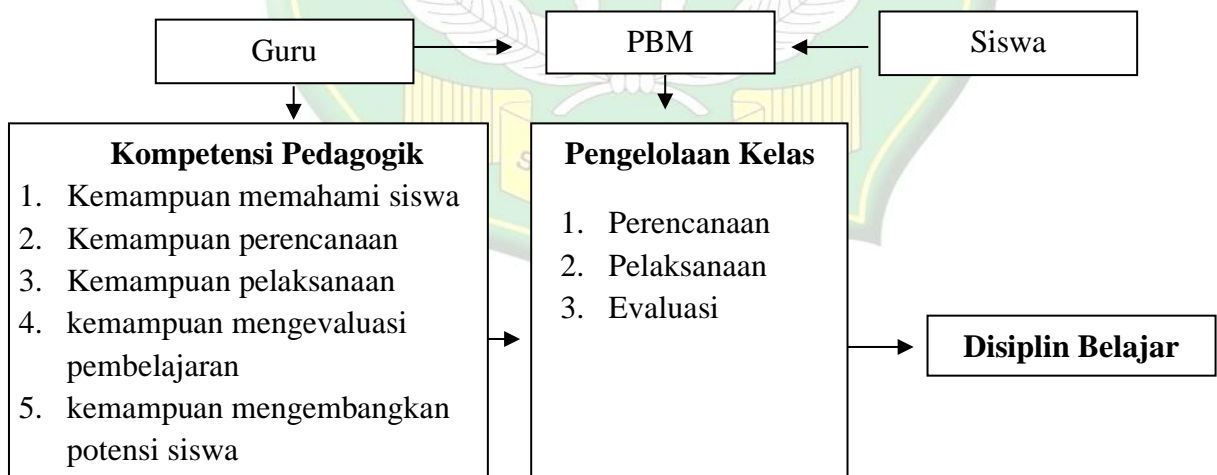 Guru
PBM
Siswa
Kompetensi Pedagogik
1. Kemampuan memahami siswa
2. Kemampuan perencanaan
3. Kemampuan pelaksanaan
4. kemampuan mengevaluasi
pembelajaran
5. kemampuan mengembangkan
potensi siswa
Pengelolaan Kelas
1. Perencanaan
2. Pelaksanaan
3. Evaluasi
Disiplin Belajar